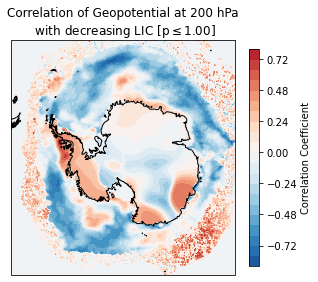 Correlation of Geopotential at 200 hPa
with decreasing LIC [p ≤ 1.00]
0.72
0.48
0.24
0.00
−0.24
−0.48
−0.72
Correlation Coefficient